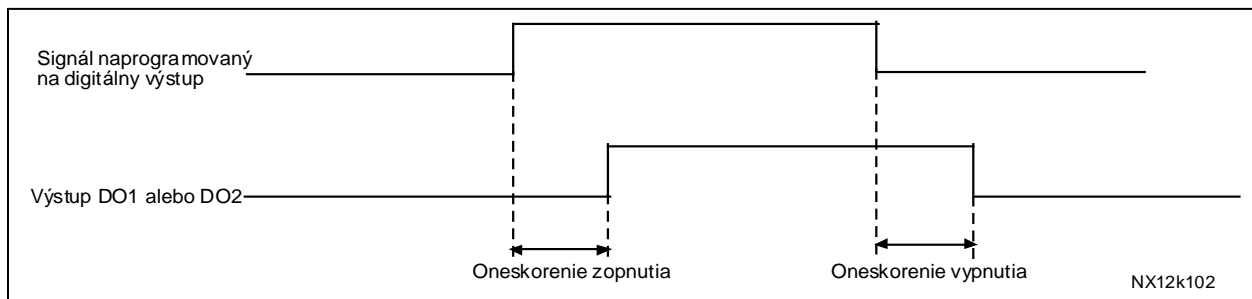 Signál naprogramovaný
na digitálny výstup
Výstup DO1 alebo DO2
Oneskorenie zopnutia
Oneskorenie vypnutia
NX12k102